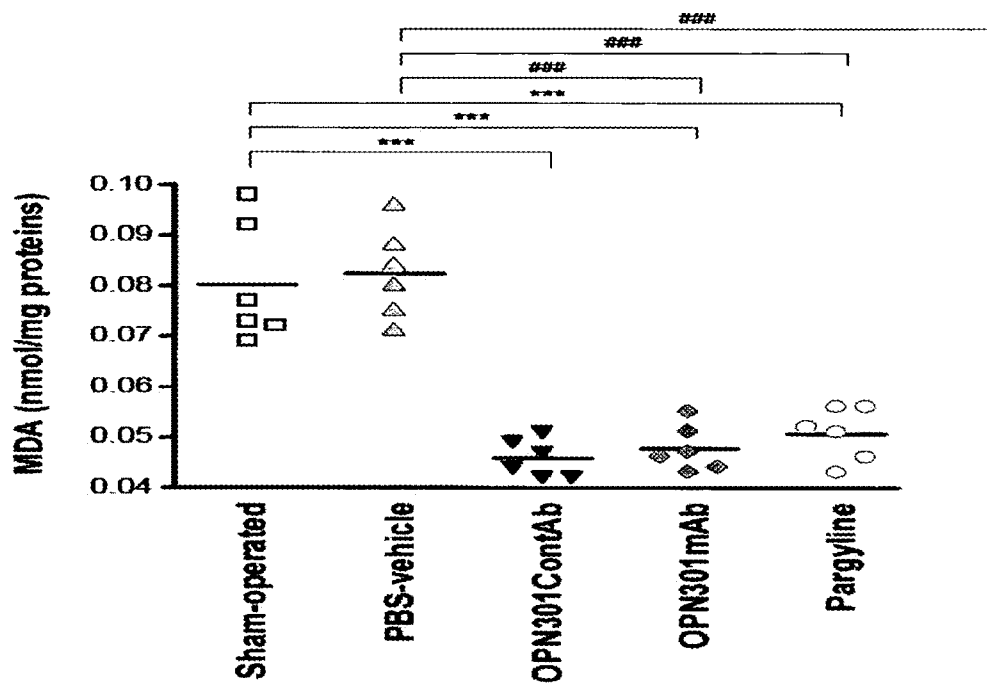 ###
###
###
***
***
***
0.10
0.09
0.08
0.07
0.06
0.05
0.04
MDA (nmol/mg proteins)
Sham-operated
PBS-vehicle
OPN301ContAb
OPN301mAb
Pargyline